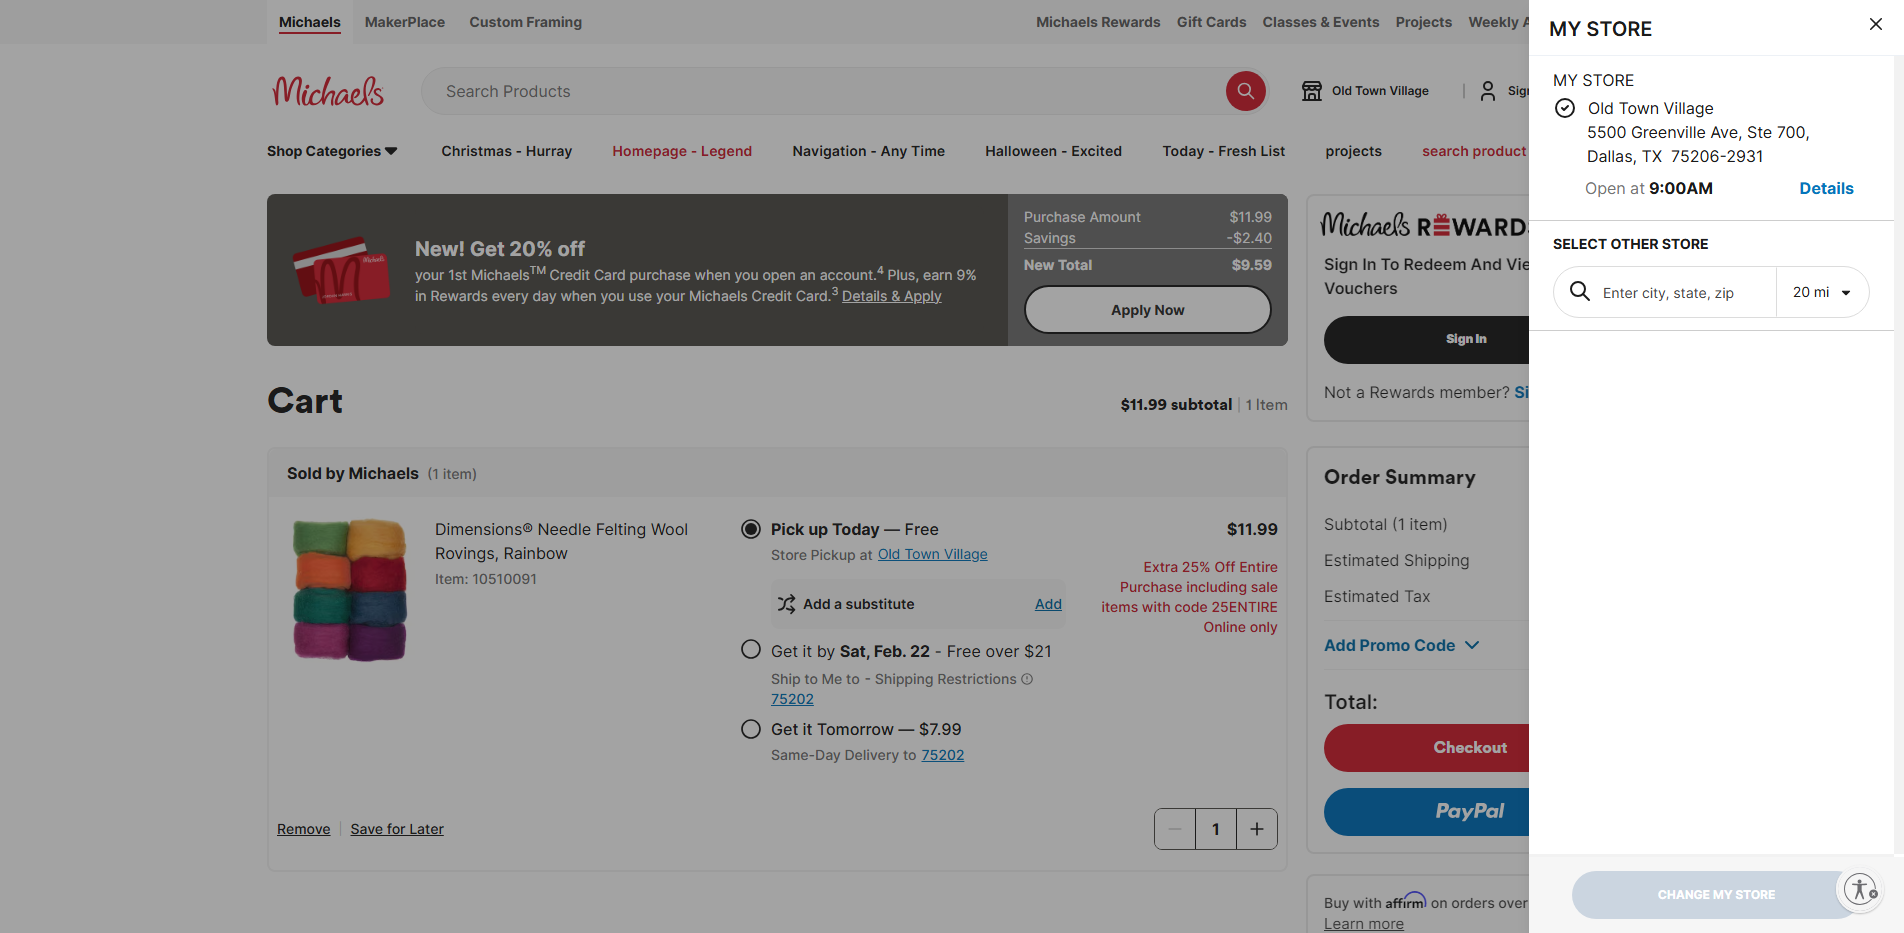 Michaels
MakerPlace
Custom Framing
Michaels Rewards
Gift Cards
Classes & Events
Projects
Weekly A
Michaels
Search Products
Old Town Village
Sign
Shop Categories
Christmas - Hurray
Homepage - Legend
Navigation - Any Time
Halloween - Excited
Today - Fresh List
projects
search product
New! Get 20% off
your 1st Michaels™ Credit Card purchase when you open an account.4 Plus, earn 9%
in Rewards every day when you use your Michaels Credit Card.3 Details & Apply
Purchase Amount $11.99
Savings -$2.40
New Total $9.59
Apply Now
Michaels REWARDS
Sign In To Redeem And Vie
Vouchers
Sign In
Not a Rewards member? Si
Cart
$11.99 subtotal | 1 Item
Sold by Michaels (1 item)
Dimensions® Needle Felting Wool
Rovings, Rainbow
Item: 10510091
Pick up Today — Free
Store Pickup at Old Town Village
Add a substitute Add
Get it by Sat, Feb. 22 - Free over $21
Ship to Me to - Shipping Restrictions
75202
Get it Tomorrow — $7.99
Same-Day Delivery to 75202
$11.99
Extra 25% Off Entire
Purchase including sale
items with code 25ENTIRE
Online only
Remove | Save for Later
1
Order Summary
Subtotal (1 item)
Estimated Shipping
Estimated Tax
Add Promo Code
Total:
Checkout
PayPal
Buy with affirm on orders over
Learn more
MY STORE
MY STORE
Old Town Village
5500 Greenville Ave, Ste 700,
Dallas, TX 75206-2931
Open at 9:00AM Details
SELECT OTHER STORE
Enter city, state, zip
20 mi
CHANGE MY STORE